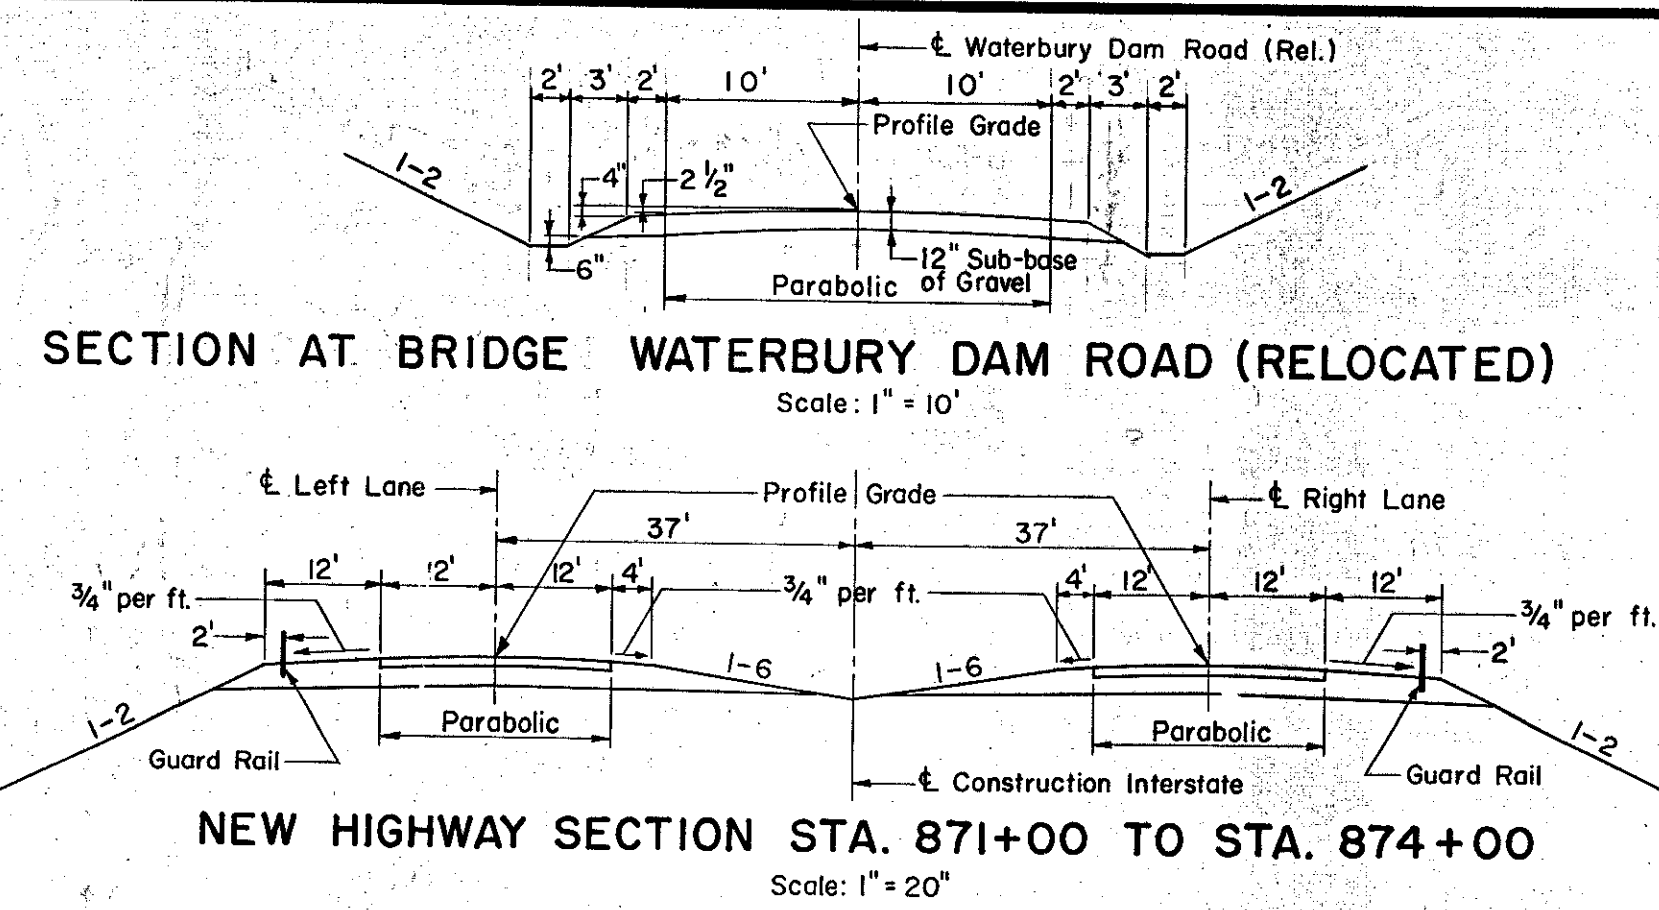 ℄ Waterbury Dam Road (Rel.)
2' 3' 2' 10' 10' 2' 3' 2'
Profile Grade
1-2 4" 2 ½" 1-2
6" 12" Sub-base
of Gravel
Parabolic
SECTION AT BRIDGE WATERBURY DAM ROAD (RELOCATED)
Scale: 1" = 10'
℄ Left Lane Profile Grade ℄ Right Lane
37' 37'
12' 12' 12' 4' 4' 12' 12' 12'
¾" per ft. ¾" per ft. ¾" per ft.
2' 2'
1-6 1-6
1-2 Parabolic Parabolic 1-2
Guard Rail Guard Rail
℄ Construction Interstate
NEW HIGHWAY SECTION STA. 871+00 TO STA. 874+00
Scale: 1" = 20"